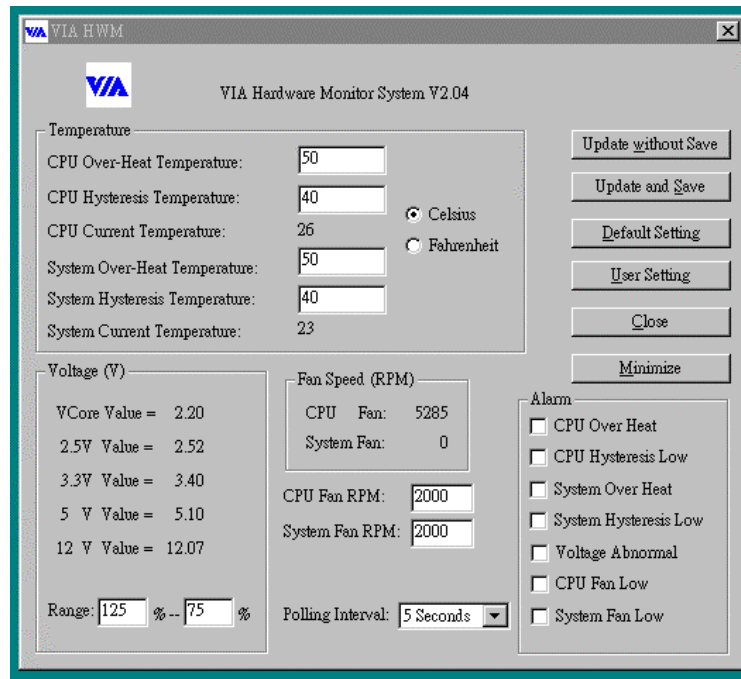 VIA VIA HWM
VIA
VIA Hardware Monitor System V2.04
Temperature
CPU Over-Heat Temperature: 50
CPU Hysteresis Temperature: 40
CPU Current Temperature: 26
System Over-Heat Temperature: 50
System Hysteresis Temperature: 40
System Current Temperature: 23
Celsius
Fahrenheit
Update without Save
Update and Save
Default Setting
User Setting
Close
Minimize
Voltage (V)
VCore Value = 2.20
2.5V Value = 2.52
3.3V Value = 3.40
5 V Value = 5.10
12 V Value = 12.07
Range: 125 % -- 75 %
Fan Speed (RPM)
CPU Fan: 5285
System Fan: 0
CPU Fan RPM: 2000
System Fan RPM: 2000
Polling Interval: 5 Seconds
Alarm
CPU Over Heat
CPU Hysteresis Low
System Over Heat
System Hysteresis Low
Voltage Abnormal
CPU Fan Low
System Fan Low